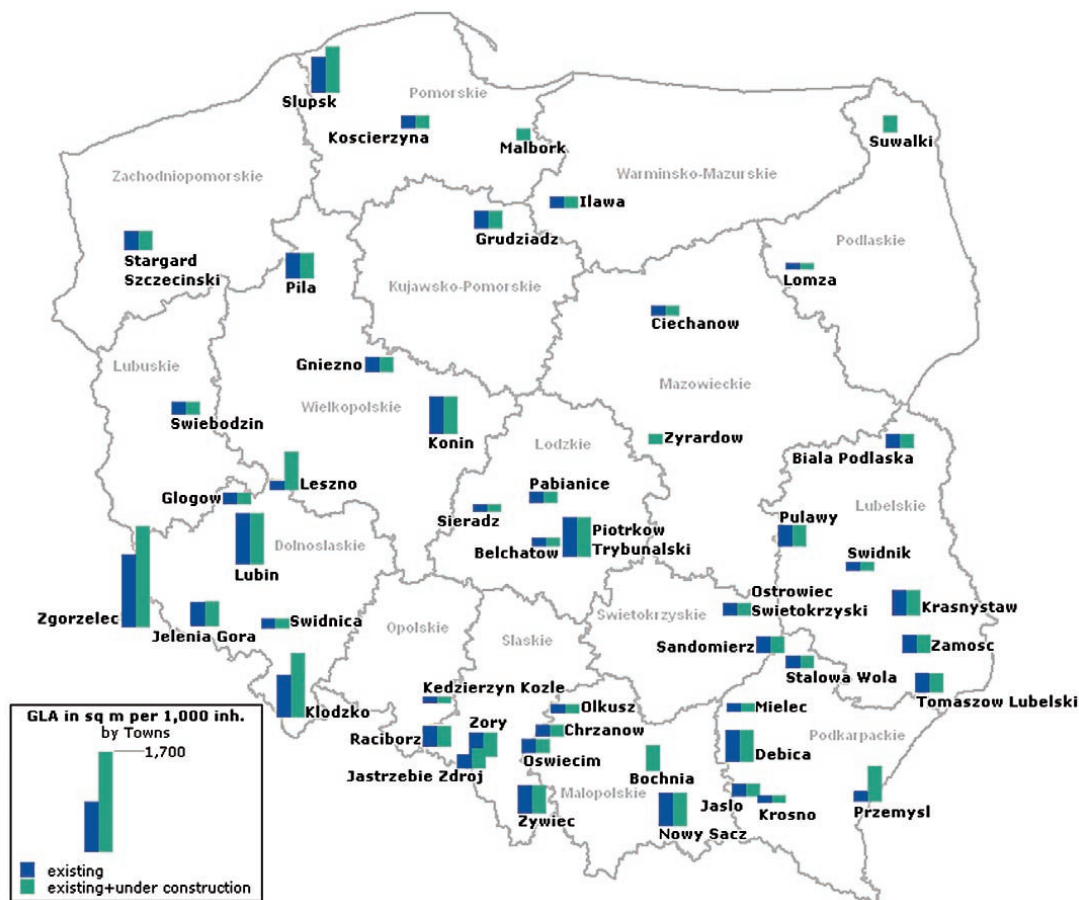 Slupsk
Pomorskie
Koscierzyna
Malbork
Suwalki
Zachodniopomorskie
Warminsko-Mazurskie
Ilawa
Grudziadz
Stargard
Szczecinski
Podlaskie
Lomza
Pila
Kujawsko-Pomorskie
Ciechanow
Lubuskie
Gniezno
Mazowieckie
Swiebodzin
Wielkopolskie
Konin
Lodzkie
Zyrardow
Biala Podlaska
Leszno
Glogow
Pabianice
Sieradz
Lubelskie
Pulawy
Piotrkow
Trybunalski
Belchatow
Dolnoslaskie
Lubin
Swidnik
Zgorzelec
Jelenia Gora
Swidnica
Opolskie
Slaskie
Swietokrzyskie
Ostrowiec
Swietokrzyski
Krasnystaw
Sandomierz
Zamosc
Stalowa Wola
Tomaszow Lubelski
Klodzko
Kedzierzyn Kozle
Olkusz
Mielec
Raciborz
Zory
Chrzanow
Oswiecim
Podkarpackie
Debica
Jastrzebie Zdroj
Bochnia
Malopolskie
Zywiec
Nowy Sacz
Jaslo
Krosno
Przemysl
GLA in sq m per 1,000 inh.
by Towns
1,700
existing
existing+under construction